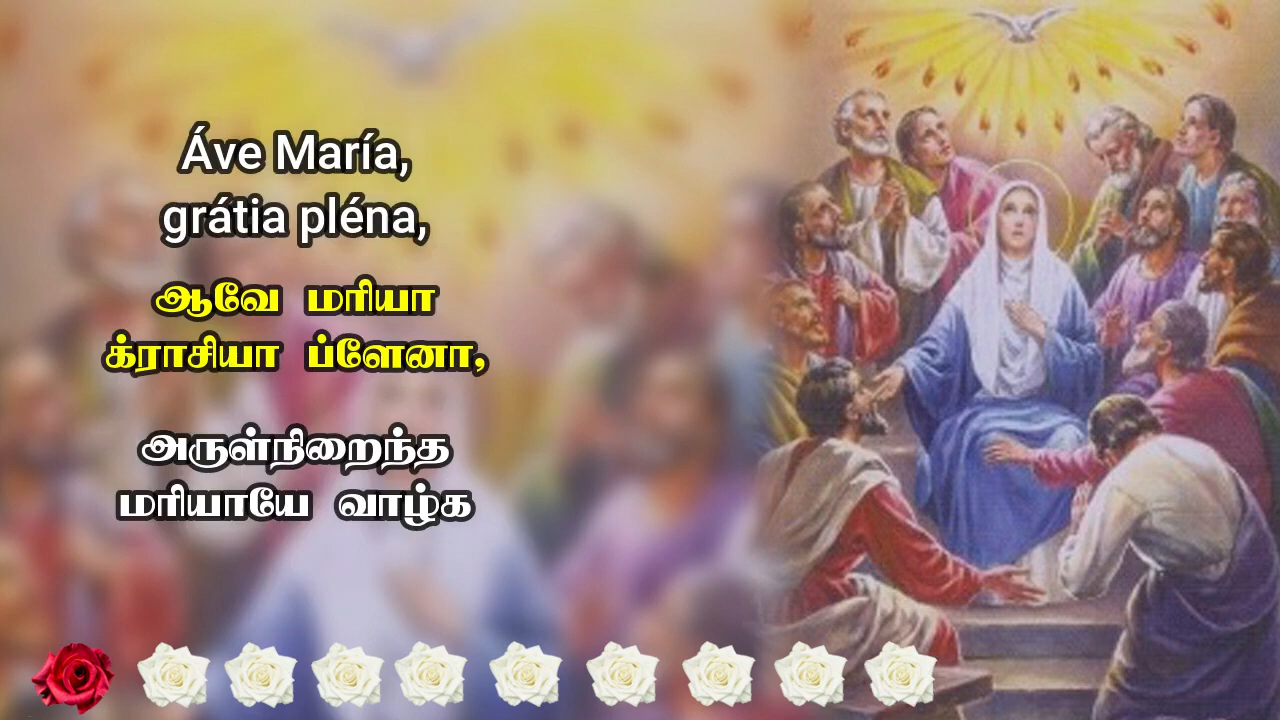 Áve María,
grátia pléna,
ஆவே மரியா
க்ராசியா ப்ளேனா,
அருள்நிறைந்த
மரியாயே வாழ்க